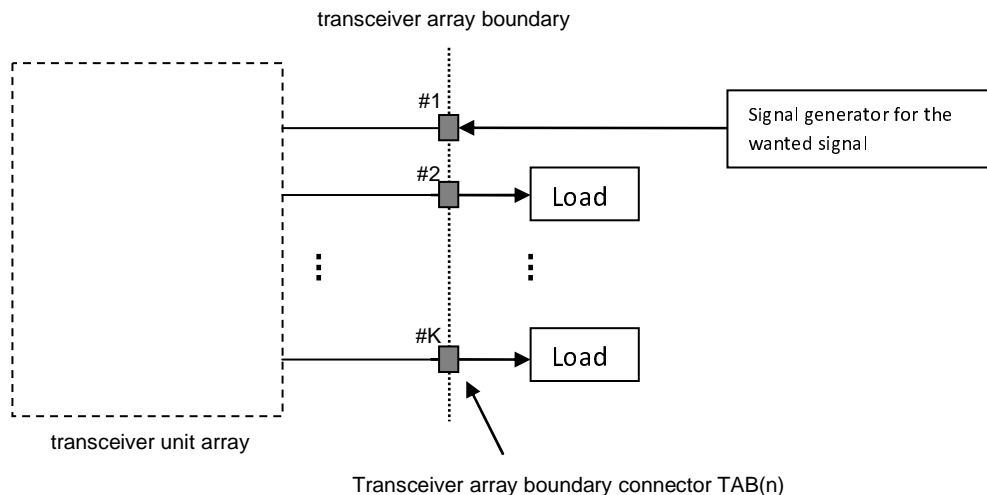 transceiver array boundary
#1
Signal generator for the
wanted signal
#2
Load
#K
Load
transceiver unit array
Transceiver array boundary connector TAB(n)